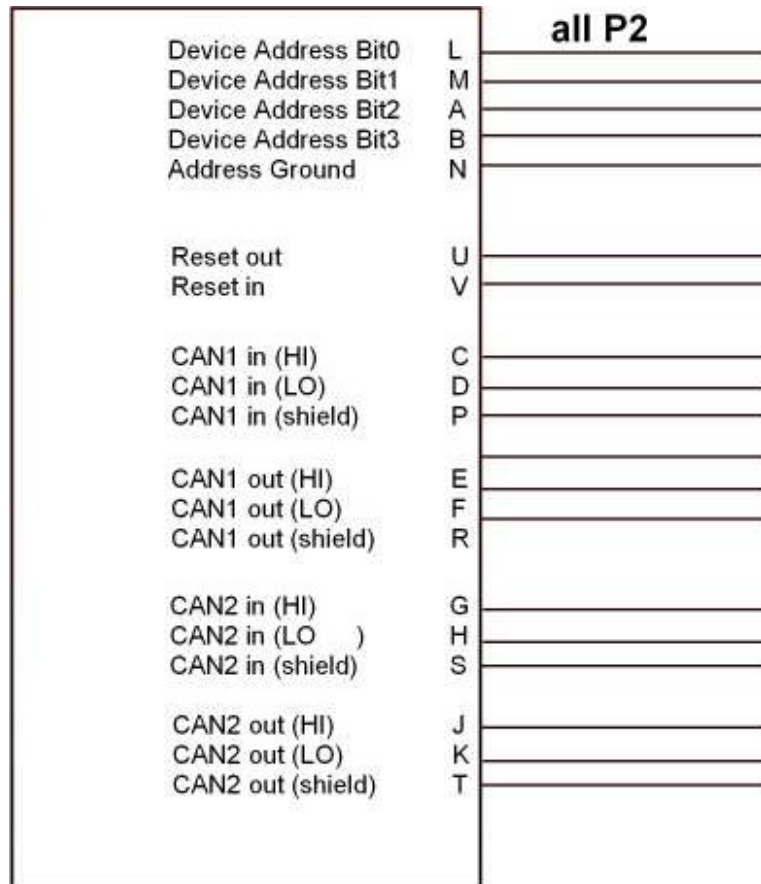 all P2
Device Address Bit0 L
Device Address Bit1 M
Device Address Bit2 A
Device Address Bit3 B
Address Ground N
Reset out U
Reset in V
CAN1 in (HI) C
CAN1 in (LO) D
CAN1 in (shield) P
CAN1 out (HI) E
CAN1 out (LO) F
CAN1 out (shield) R
CAN2 in (HI) G
CAN2 in (LO ) H
CAN2 in (shield) S
CAN2 out (HI) J
CAN2 out (LO) K
CAN2 out (shield) T